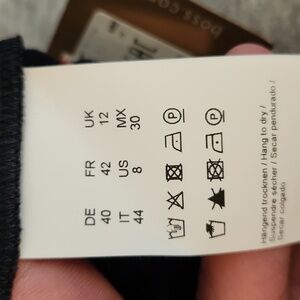 DE FR UK
40 42 12
IT US MX
44 8 30
P
P
Hängend trocknen / Hang to dry /
Suspendre sécher / Secar pendurado /
Secar colgado